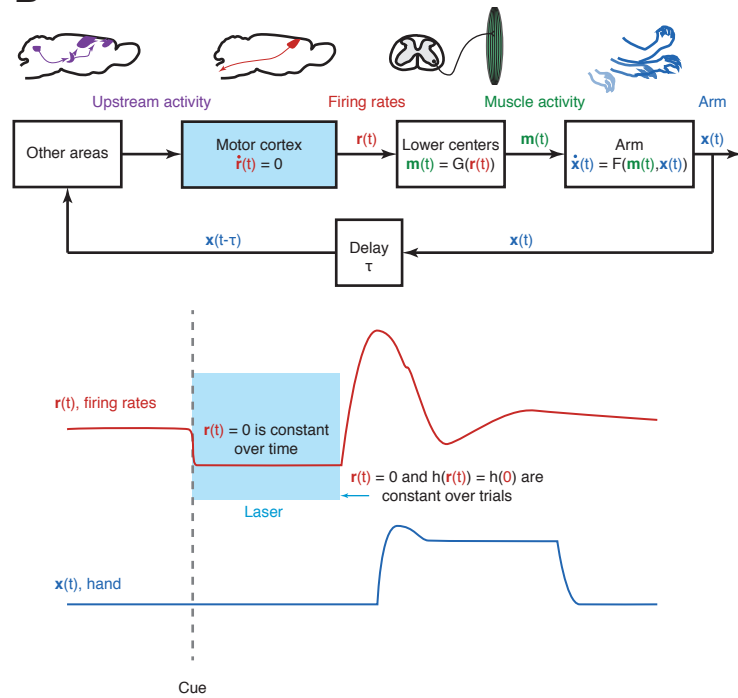 Upstream activity
Firing rates
Muscle activity
Arm
Other areas
Motor cortex
ṙ(t) = 0
r(t)
Lower centers
m(t) = G(r(t))
m(t)
Arm
ẋ(t) = F(m(t),x(t))
x(t)
x(t-τ)
Delay
τ
x(t)
r(t), firing rates
r(t) = 0 is constant
over time
r(t) = 0 and h(r(t)) = h(0) are
constant over trials
Laser
x(t), hand
Cue